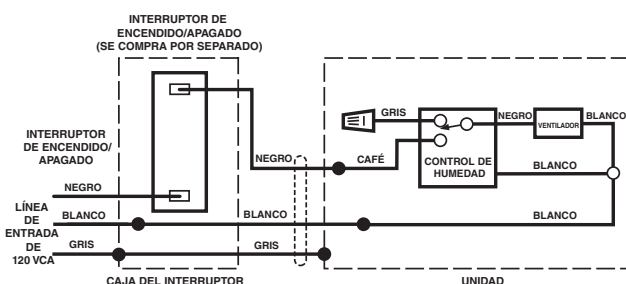 INTERRUPTOR DE
ENCENDIDO/APAGADO
(SE COMPRA POR SEPARADO)
INTERRUPTOR
DE ENCENDIDO/
APAGADO
NEGRO
LÍNEA
DE
ENTRADA
DE
120 VCA
BLANCO
GRIS
NEGRO
BLANCO
GRIS
CAJA DEL INTERRUPTOR
GRIS
CAFÉ
CONTROL DE
HUMEDAD
NEGRO
VENTILADOR
BLANCO
BLANCO
BLANCO
UNIDAD